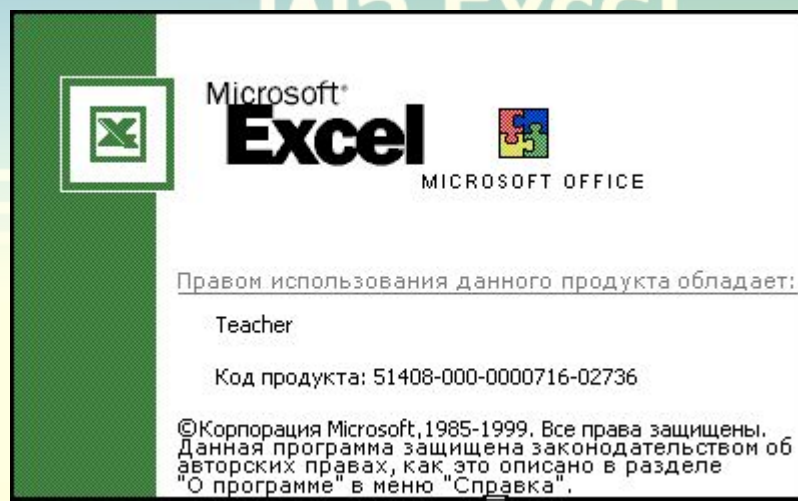 Microsoft®
Excel
MICROSOFT OFFICE
Правом использования данного продукта обладает:
Teacher
Код продукта: 51408-000-0000716-02736
©Корпорация Microsoft,1985-1999. Все права защищены.
Данная программа защищена законодательством об
авторских правах, как это описано в разделе
"О программе" в меню "Справка".